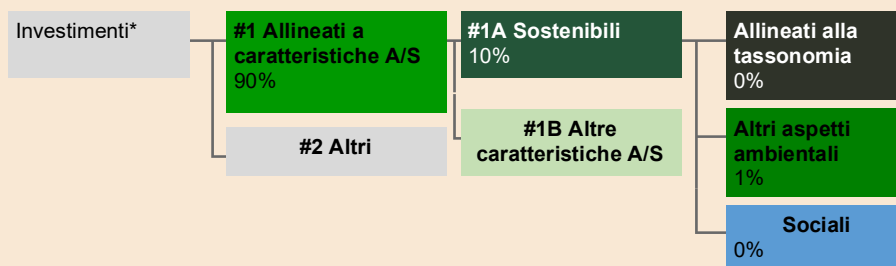 Investimenti*
#1 Allineati a
caratteristiche A/S
90%
#2 Altri
#1A Sostenibili
10%
#1B Altre
caratteristiche A/S
Allineati alla
tassonomia
0%
Altri aspetti
ambientali
1%
Sociali
0%